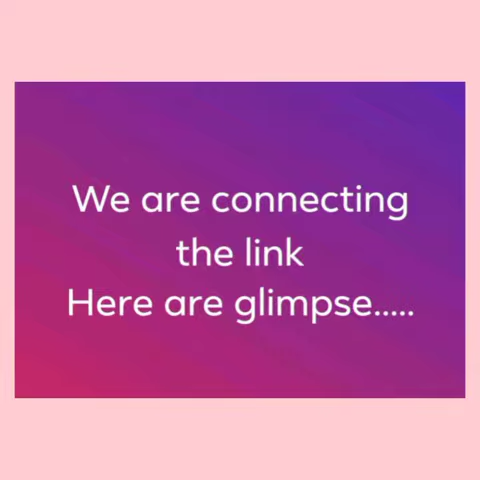 We are connecting
the link
Here are glimpse.....